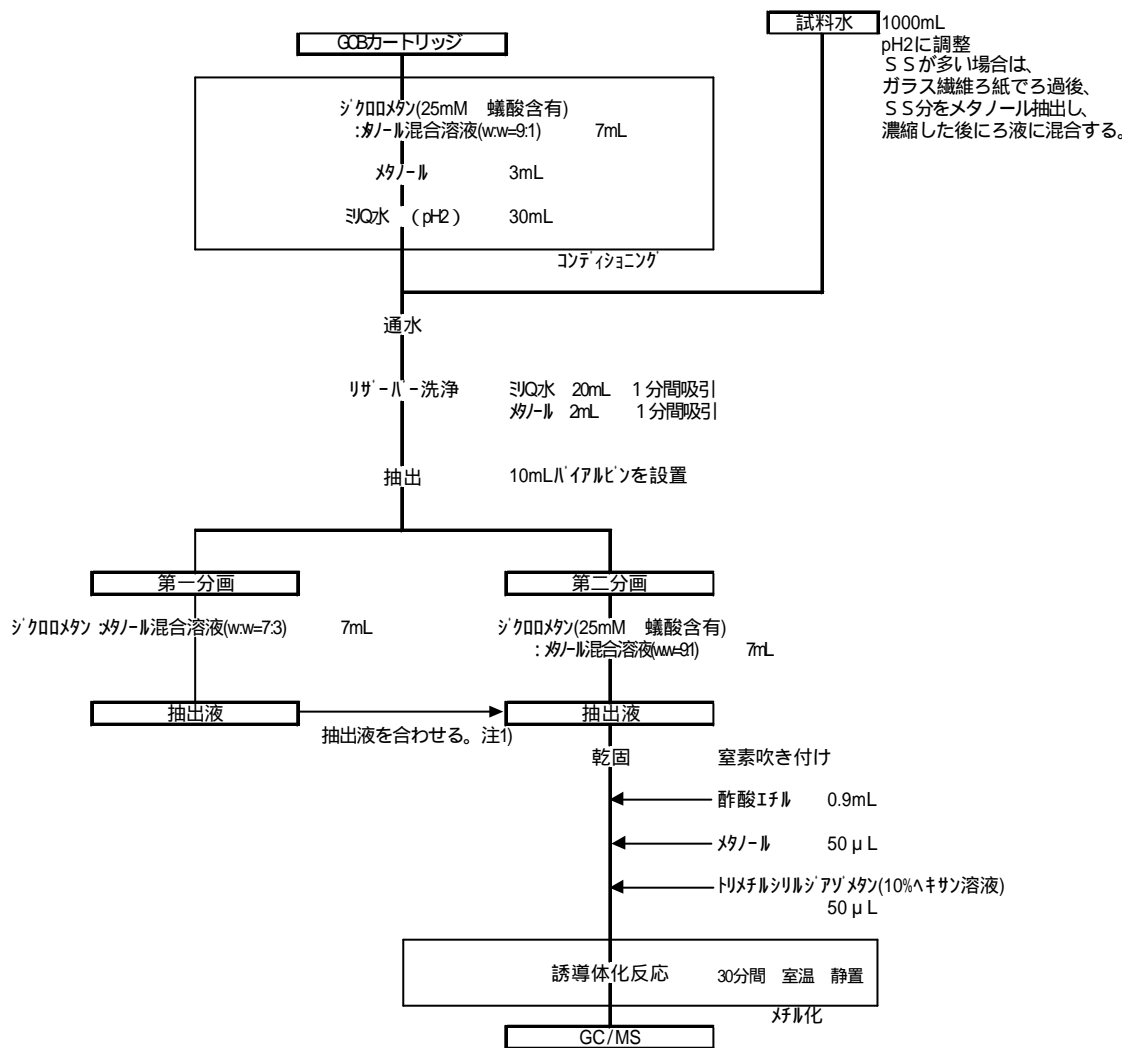 試料水
1000mL
pH2に調整
ＳＳが多い場合は、
ガラス繊維ろ紙でろ過後、
ＳＳ分をメタノール抽出し、
濃縮した後にろ液に混合する。
GCBカートリッジ
ｼﾞｸﾛﾛﾒﾀﾝ(25mM　蟻酸含有)
:ﾒﾀﾉｰﾙ混合溶液(w:w=9:1)　7mL
ﾒﾀﾉｰﾙ　3mL
ﾐﾘQ水　（pH2）　30mL
ｺﾝﾃﾞｨｼｮﾆﾝｸﾞ
通水
ﾘｻﾞｰﾊﾞｰ洗浄　ﾐﾘQ水　20mL　１分間吸引
ﾒﾀﾉｰﾙ　2mL　１分間吸引
抽出　10mLﾊﾞｲｱﾙﾋﾞﾝを設置
第一分画
ｼﾞｸﾛﾛﾒﾀﾝ:ﾒﾀﾉｰﾙ混合溶液(w:w=7:3)　7mL
抽出液
抽出液を合わせる。注1)
第二分画
ｼﾞｸﾛﾛﾒﾀﾝ(25mM　蟻酸含有)
:ﾒﾀﾉｰﾙ混合溶液(w:w=9:1)　7mL
抽出液
乾固　窒素吹き付け
酢酸ｴﾁﾙ　0.9mL
ﾒﾀﾉｰﾙ　50μL
ﾄﾘﾒﾁﾙｼﾘﾙｼﾞｱｿﾞﾒﾀﾝ(10%ﾍｷｻﾝ溶液)
50μL
誘導体化反応　30分間　室温　静置
ﾒﾁﾙ化
GC/MS